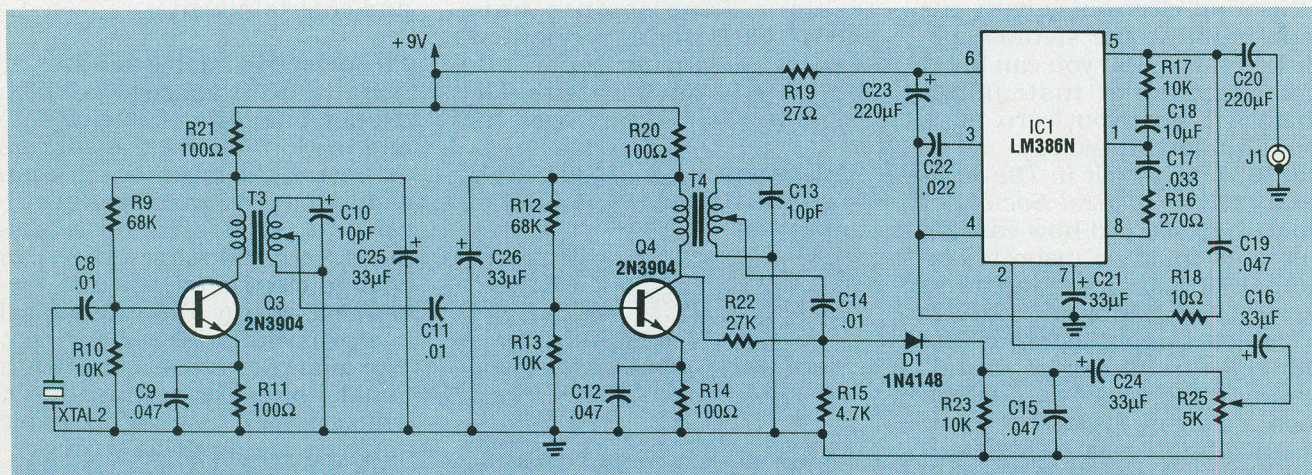 +9V
R21
100Ω
R9
68K
T3
C10
10pF
C25
33µF
C8
.01
Q3
2N3904
R10
10K
C9
.047
R11
100Ω
XTAL2
C11
.01
C26
33µF
R12
68K
R13
10K
R20
100Ω
T4
C13
10pF
Q4
2N3904
R22
27K
C12
.047
R14
100Ω
C14
.01
R15
4.7K
D1
1N4148
R19
27Ω
C23
220µF
C22
.022
6
3
4
2
7
5
1
8
IC1
LM386N
R17
10K
C18
10µF
C17
.033
R16
270Ω
C20
220µF
J1
C19
.047
C21
33µF
R18
10Ω
C16
33µF
R23
10K
C15
.047
C24
33µF
R25
5K
+
+
+
+
+
+
+